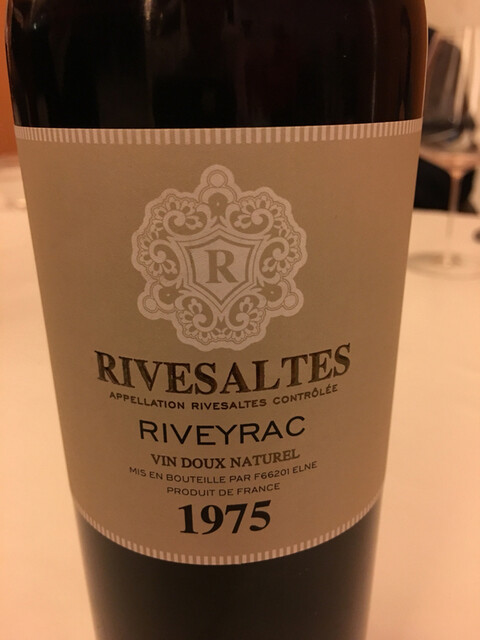 R
RIVESALTES
APPELLATION RIVESALTES CONTRÔLÉE
RIVEYRAC
VIN DOUX NATUREL
MIS EN BOUTEILLE PAR F66201 ELNE
PRODUIT DE FRANCE
1975